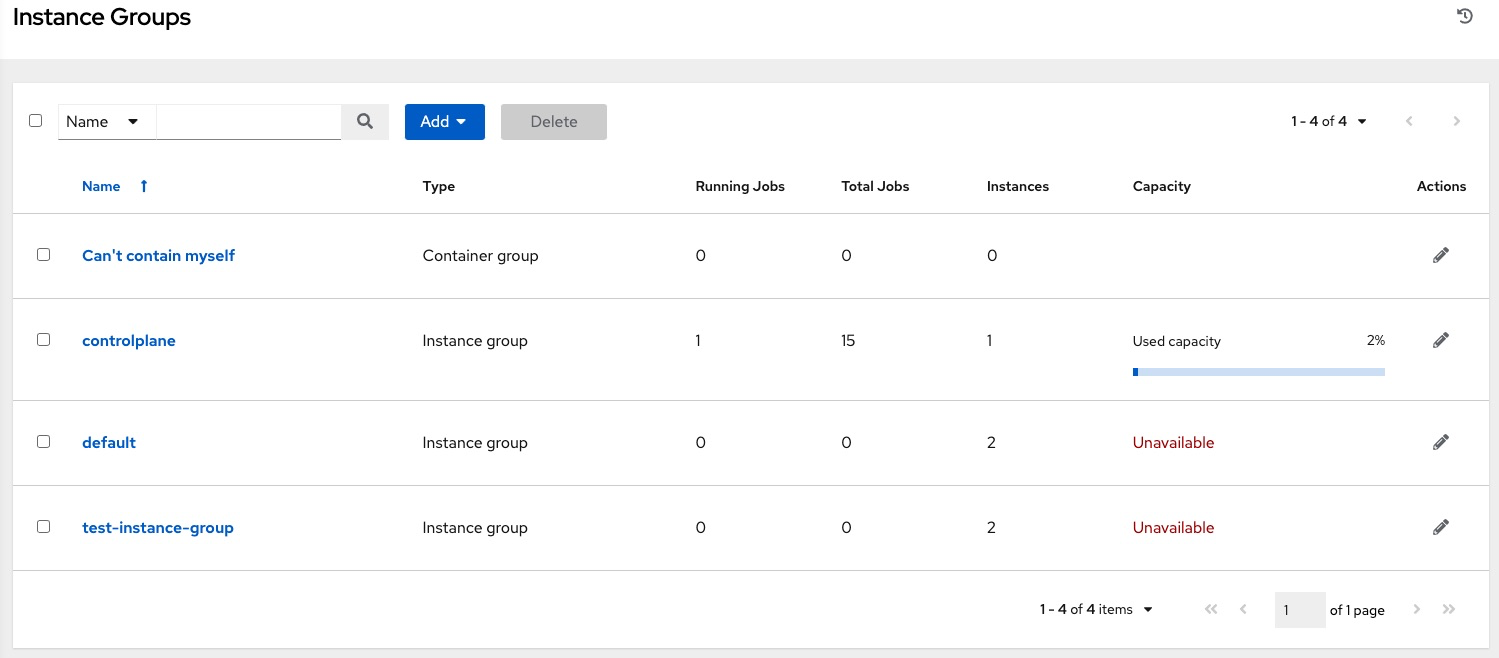 Instance Groups
Name Add Delete 1 - 4 of 4
Name Type Running Jobs Total Jobs Instances Capacity Actions
Can't contain myself Container group 0 0 0
controlplane Instance group 1 15 1 Used capacity 2%
default Instance group 0 0 2 Unavailable
test-instance-group Instance group 0 0 2 Unavailable
1 - 4 of 4 items 1 of 1 page